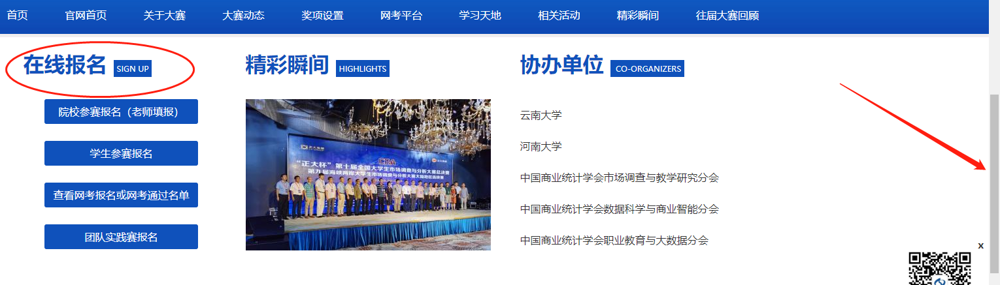 首页 官网首页 关于大赛 大赛动态 奖项设置 网考平台 学习天地 相关活动 精彩瞬间 往届大赛回顾
在线报名 SIGN UP
院校参赛报名（老师填报）
学生参赛报名
查看网考报名或网考通过名单
团队实践赛报名
精彩瞬间 HIGHLIGHTS
正大集团
CRA
“正大杯”第十届全国大学生市场调查与分析大赛总决赛
第九届海峡两岸大学生市场调查与分析大赛大陆地区选拔赛
协办单位 CO-ORGANIZERS
云南大学
河南大学
中国商业统计学会市场调查与教学研究分会
中国商业统计学会数据科学与商业智能分会
中国商业统计学会职业教育与大数据分会
x